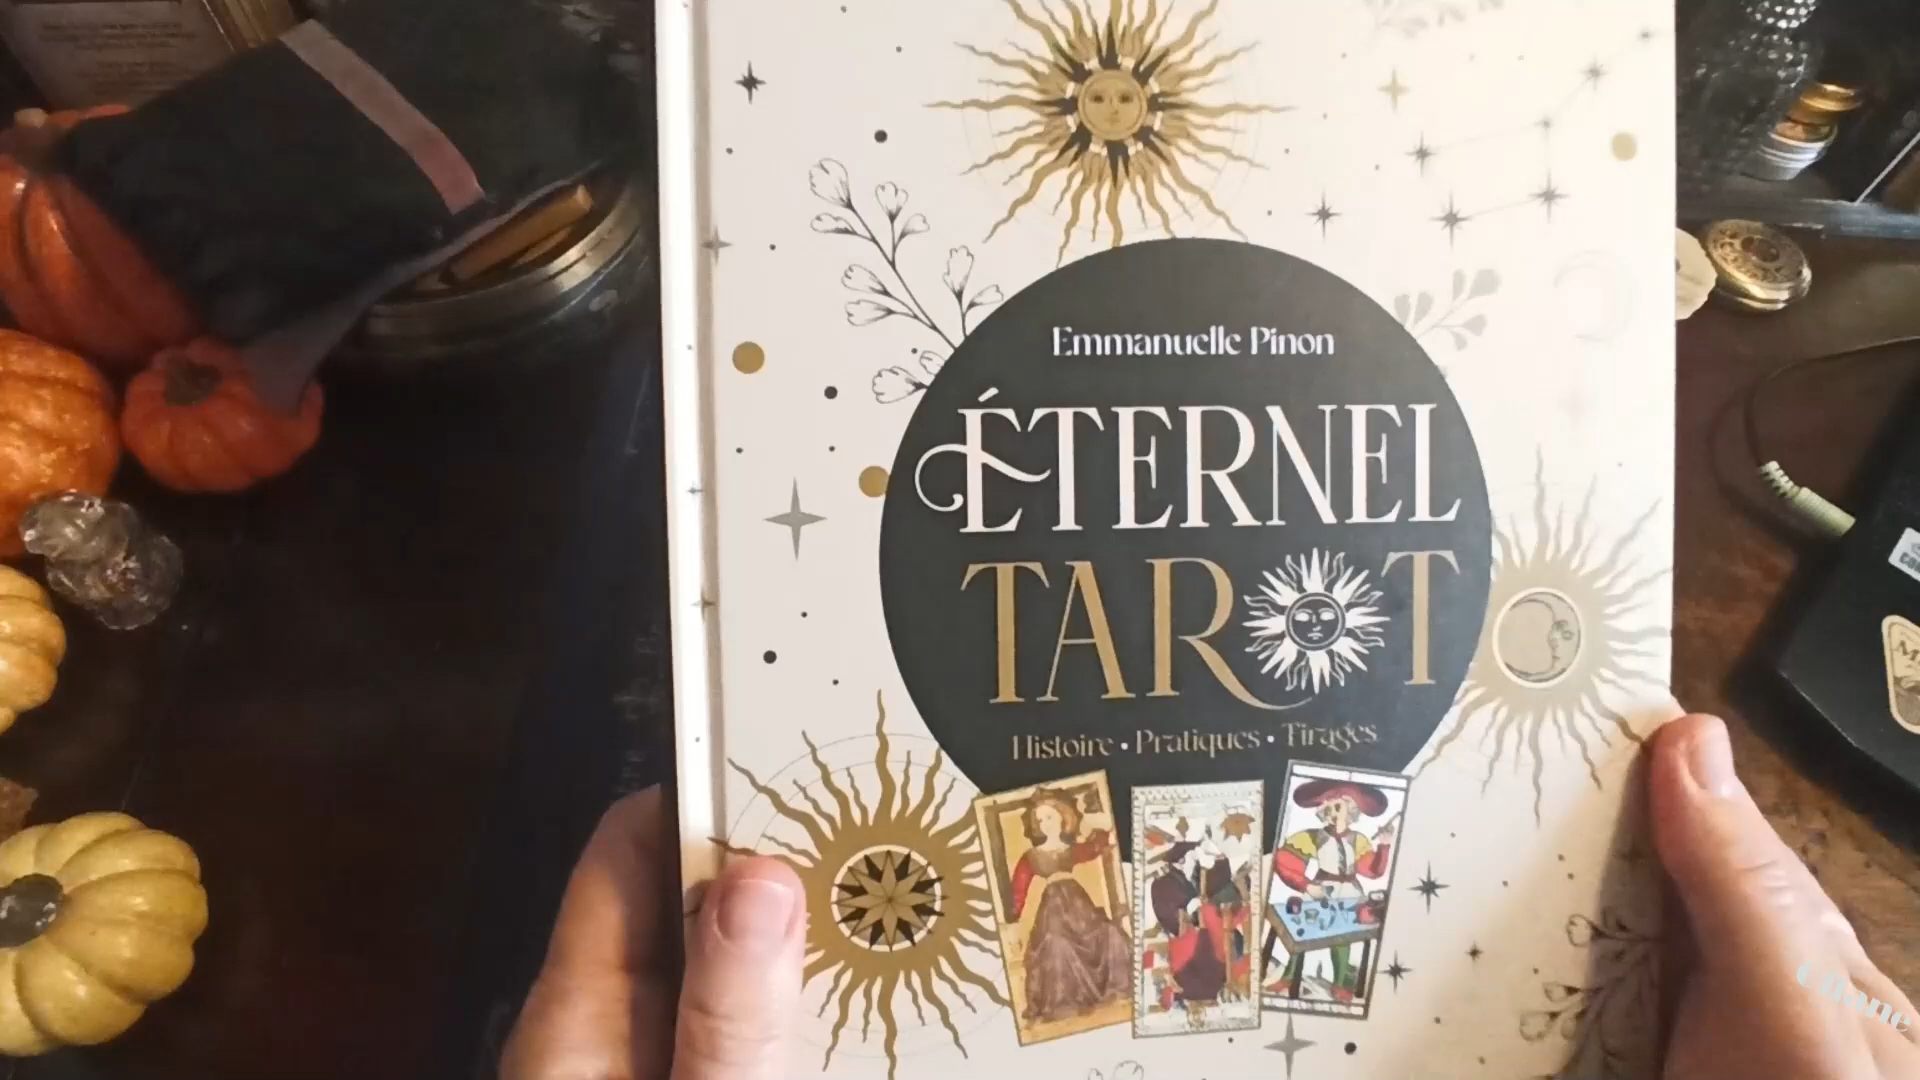 Emmanuelle Pinon
ÉTERNEL
TAROT
Histoire • Pratiques • Tirages